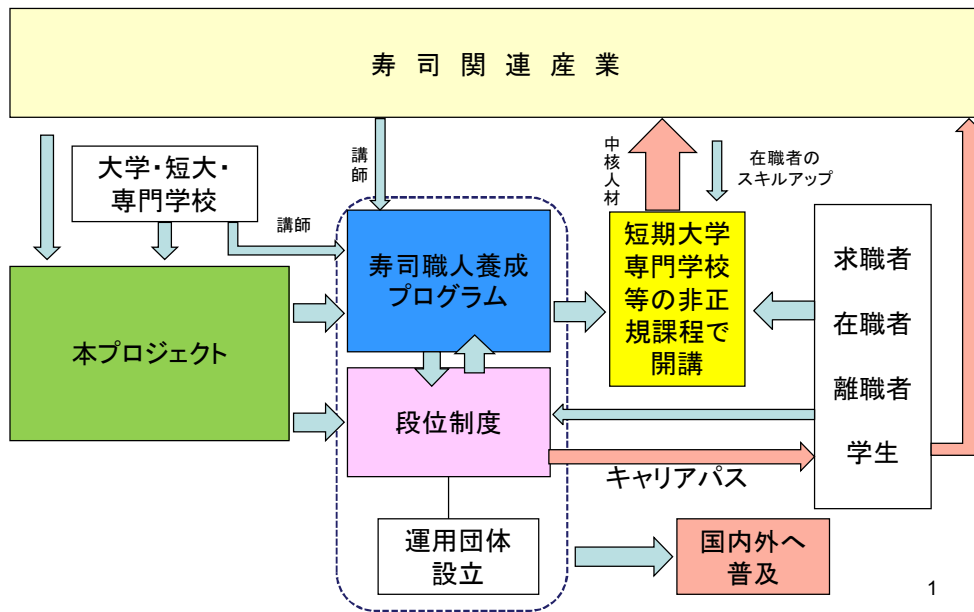 寿司関連産業
大学・短大・
専門学校
講師
講師
中核人材
在職者の
スキルアップ
本プロジェクト
寿司職人養成
プログラム
短期大学
専門学校
等の非正
規課程で
開講
求職者
在職者
離職者
学生
段位制度
キャリアパス
運用団体
設立
国内外へ
普及
1